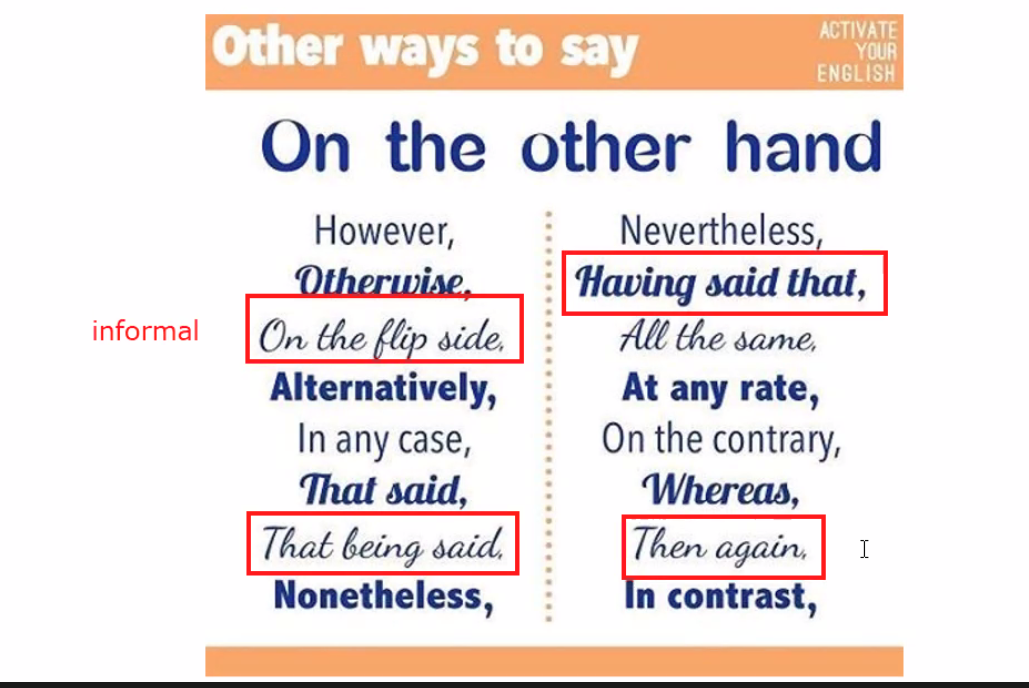 Other ways to say
ACTIVATE
YOUR
ENGLISH
On the other hand
However,
Otherwise,
informal
On the flip side,
Alternatively,
In any case,
That said,
That being said,
Nonetheless,
Nevertheless,
Having said that,
All the same,
At any rate,
On the contrary,
Whereas,
Then again,
In contrast,